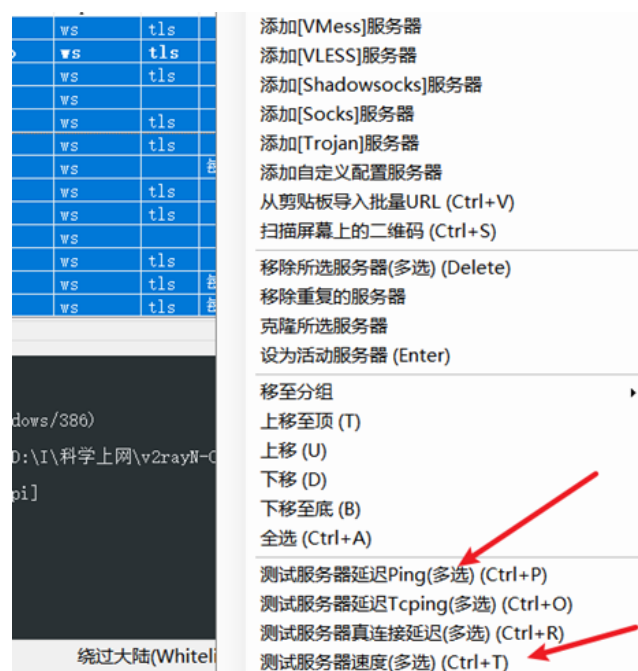 ws tls
ws tls
ws tls
ws
ws tls
ws tls
ws
ws tls
ws tls
ws
ws tls
ws tls
ws tls
dows/386)
D:\I\科学上网\v2rayN-C
pi]
绕过大陆(Whiteli
添加[VMess]服务器
添加[VLESS]服务器
添加[Shadowsocks]服务器
添加[Socks]服务器
添加[Trojan]服务器
添加自定义配置服务器
从剪贴板导入批量URL (Ctrl+V)
扫描屏幕上的二维码 (Ctrl+S)
移除所选服务器(多选) (Delete)
移除重复的服务器
克隆所选服务器
设为活动服务器 (Enter)
移至分组
上移至顶 (T)
上移 (U)
下移 (D)
下移至底 (B)
全选 (Ctrl+A)
测试服务器延迟Ping(多选) (Ctrl+P)
测试服务器延迟Tcping(多选) (Ctrl+O)
测试服务器真连接延迟(多选) (Ctrl+R)
测试服务器速度(多选) (Ctrl+T)